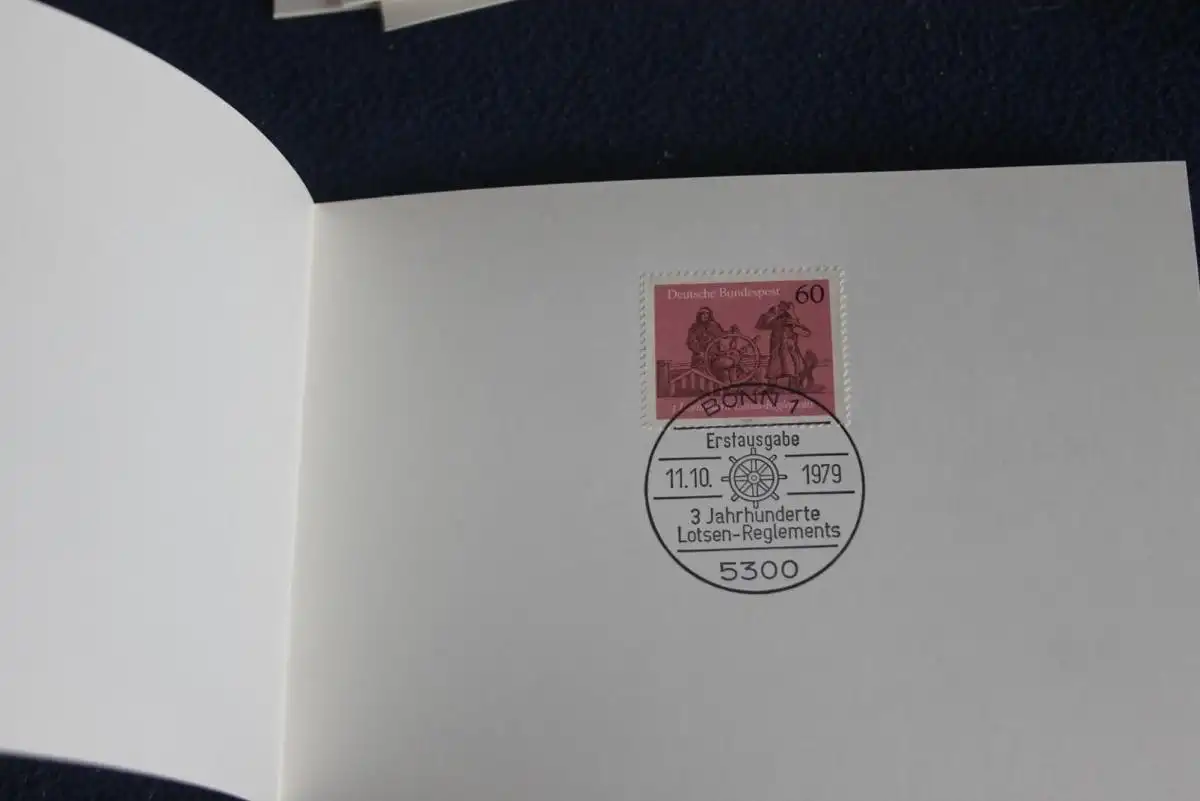 Deutsche Bundespost 60
BONN 1
Erstausgabe
11.10. 1979
3 Jahrhunderte
Lotsen-Reglements
5300